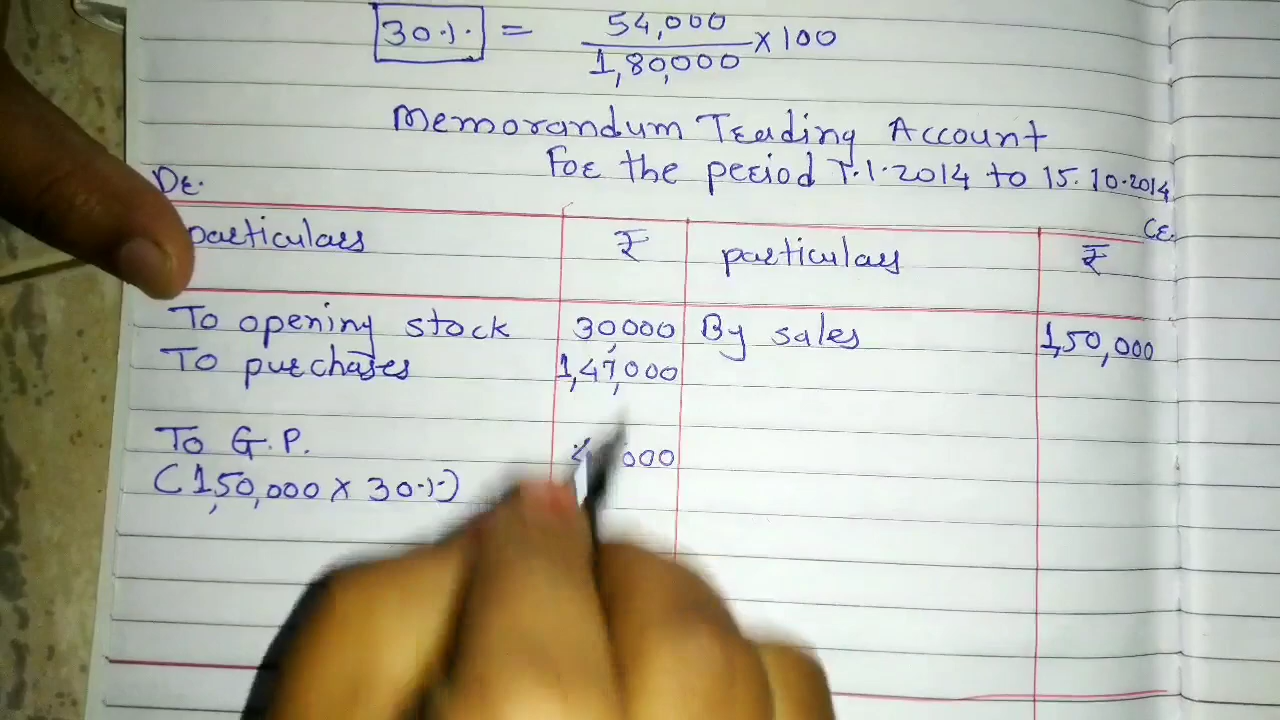 30% = 54,000 / 1,80,000 × 100
Memorandum Trading Account
For the period 1.1.2014 to 15.10.2014
Dr.
Cr.
particulars ₹ particulars ₹
To opening stock 30,000 By sales 1,50,000
To purchases 1,47,000
To G.P. 000
(1,50,000 × 30%)